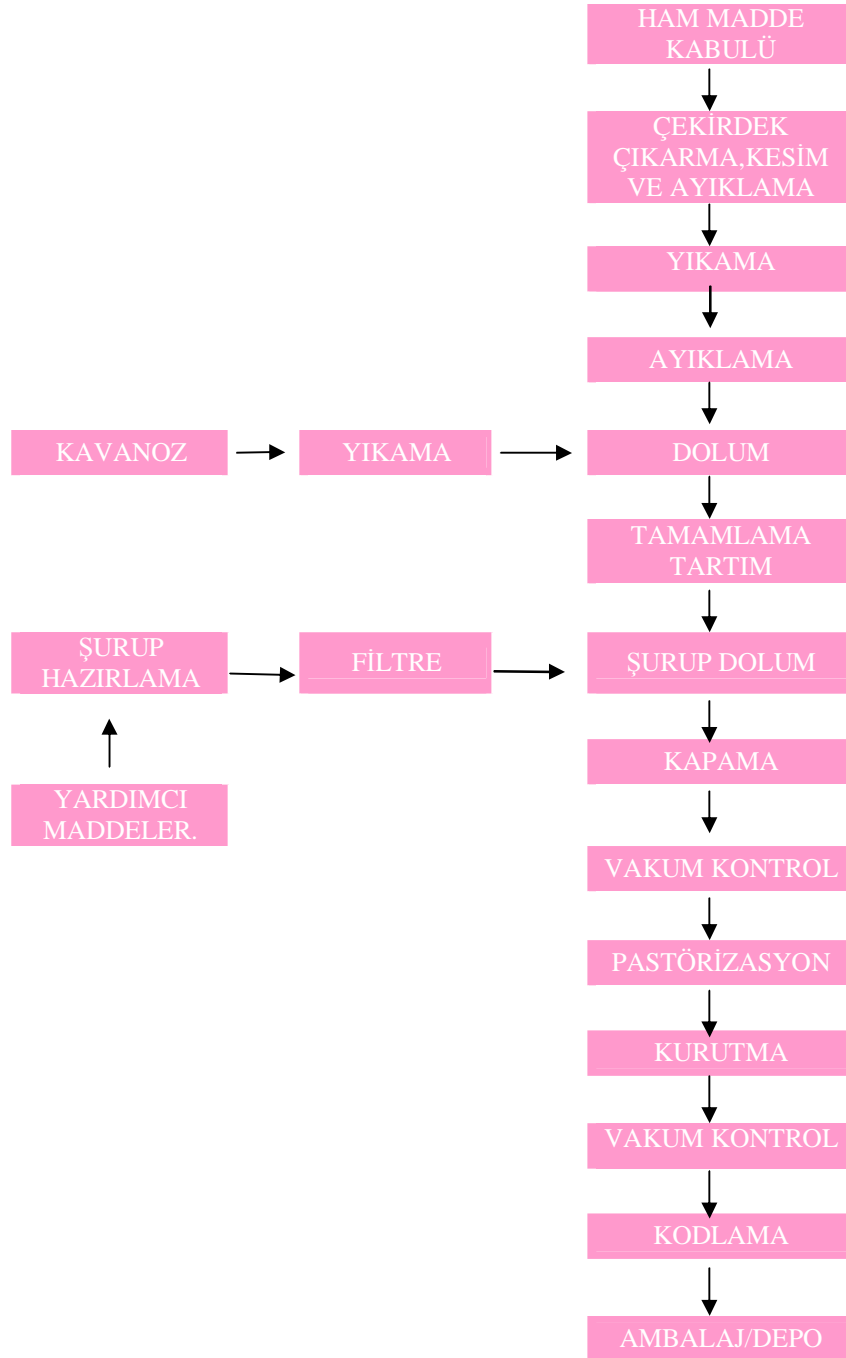 HAM MADDE
KABULÜ
ÇEKİRDEK
ÇIKARMA,KESİM
VE AYIKLAMA
YIKAMA
AYIKLAMA
KAVANOZ
YIKAMA
DOLUM
TAMAMLAMA
TARTIM
ŞURUP
HAZIRLAMA
FİLTRE
ŞURUP DOLUM
KAPAMA
YARDIMCI
MADDELER.
VAKUM KONTROL
PASTÖRİZASYON
KURUTMA
VAKUM KONTROL
KODLAMA
AMBALAJ/DEPO